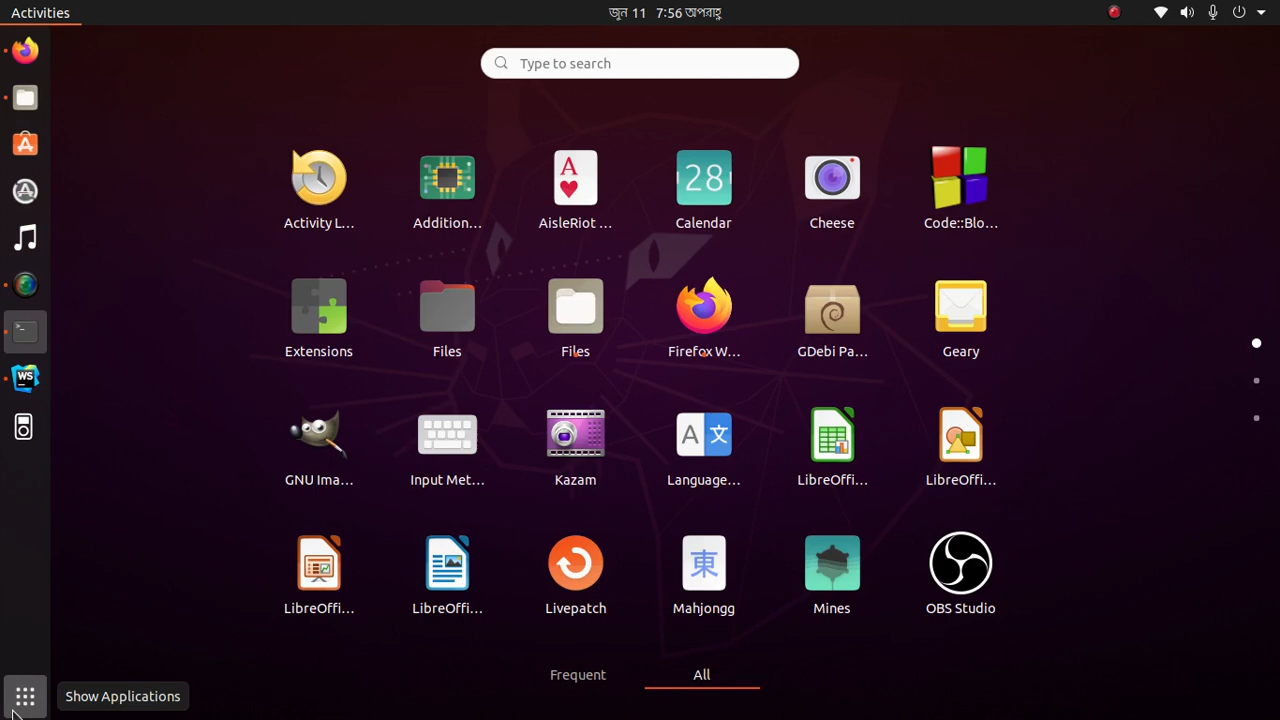 Activities
জুন 11 7:56 অপরাহ্ণ
Type to search
Activity L...
Addition...
AisleRiot ...
28
Calendar
Cheese
Code::Blo...
Extensions
Files
Files
Firefox W...
GDebi Pa...
Geary
GNU Ima...
Input Met...
Kazam
A 文
Language...
LibreOffi...
LibreOffi...
WS
LibreOffi...
LibreOffi...
Livepatch
東
Mahjongg
Mines
OBS Studio
Frequent
All
Show Applications